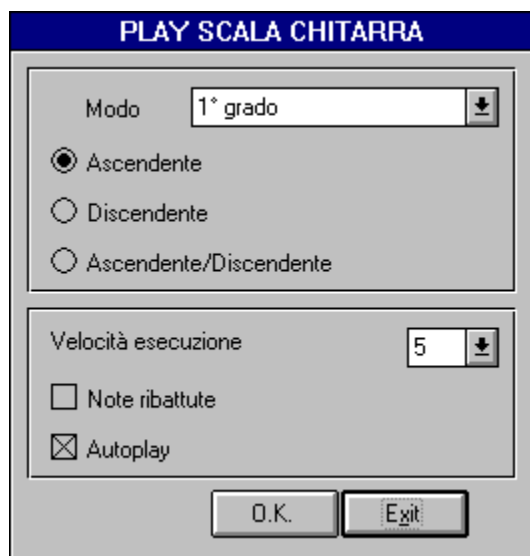 PLAY SCALA CHITARRA
Modo 1° grado
Ascendente
Discendente
Ascendente/Discendente
Velocità esecuzione 5
Note ribattute
Autoplay
O.K. Exit